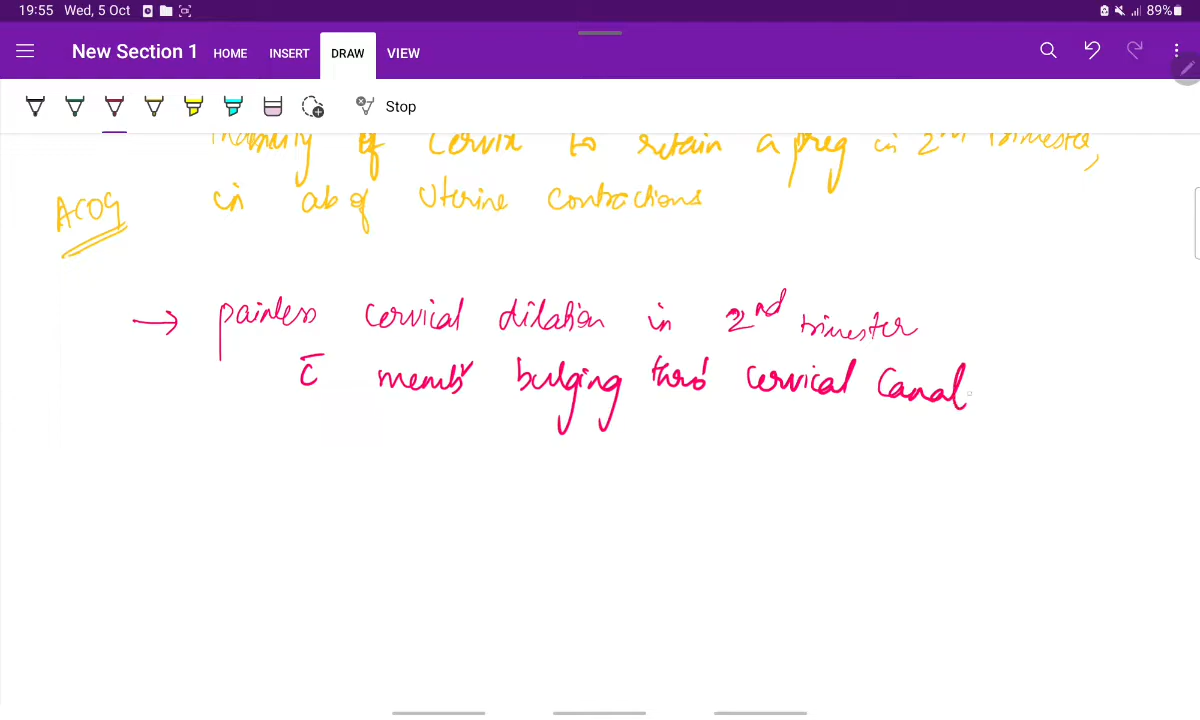 19:55 Wed, 5 Oct 89%
New Section 1 HOME INSERT DRAW VIEW
Stop
of Cervix to retain a preg in 2nd trimester,
ACOG in ab of Uterine Contractions
→ painless cervical dilation in 2nd trimester
c̄ membr bulging thro' cervical Canal.